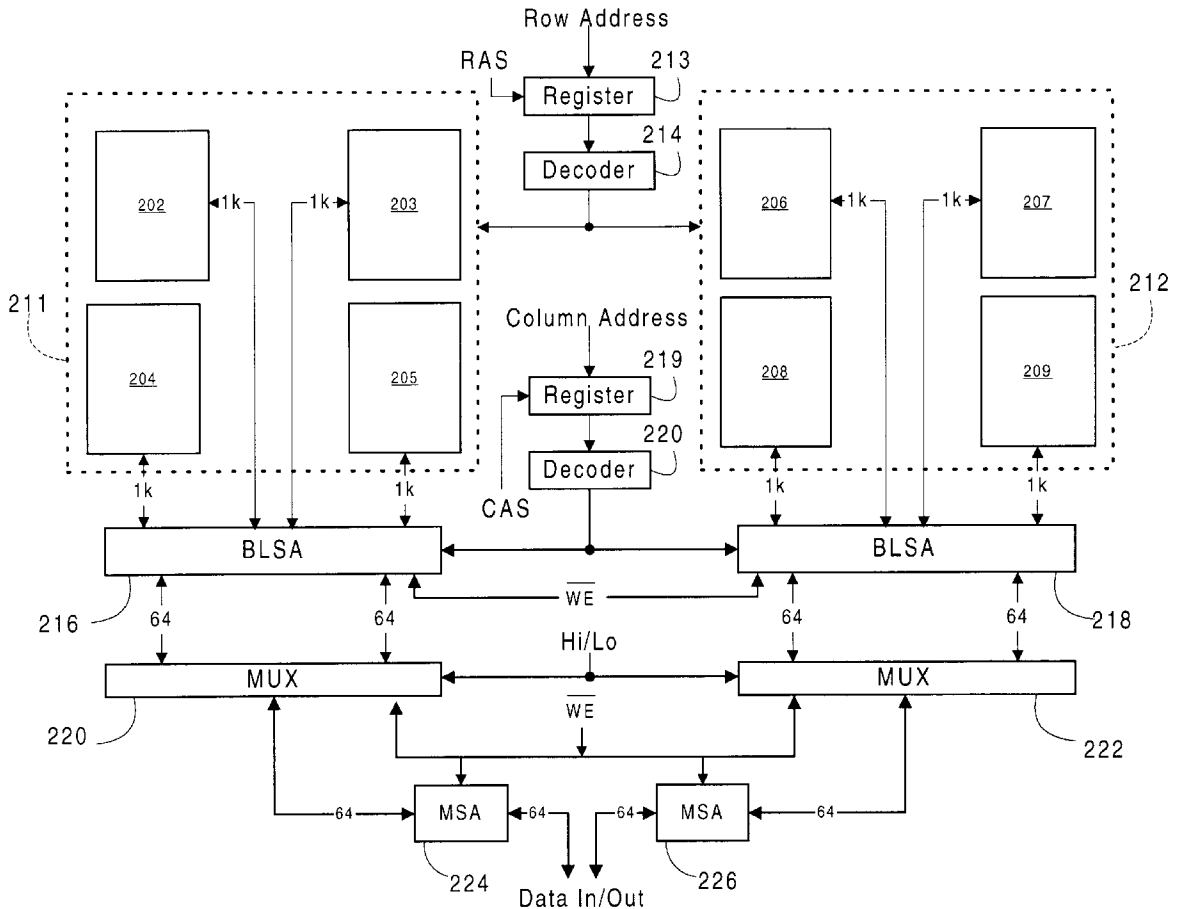 Row Address
RAS
213
Register
214
Decoder
202
1k
1k
203
206
1k
1k
207
211
212
Column Address
219
204
205
Register
208
209
220
Decoder
1k
1k
CAS
1k
1k
BLSA
BLSA
216
64
64
WE
64
64
218
Hi/Lo
MUX
MUX
WE
220
222
64
MSA
64
64
MSA
64
224
226
Data In/Out